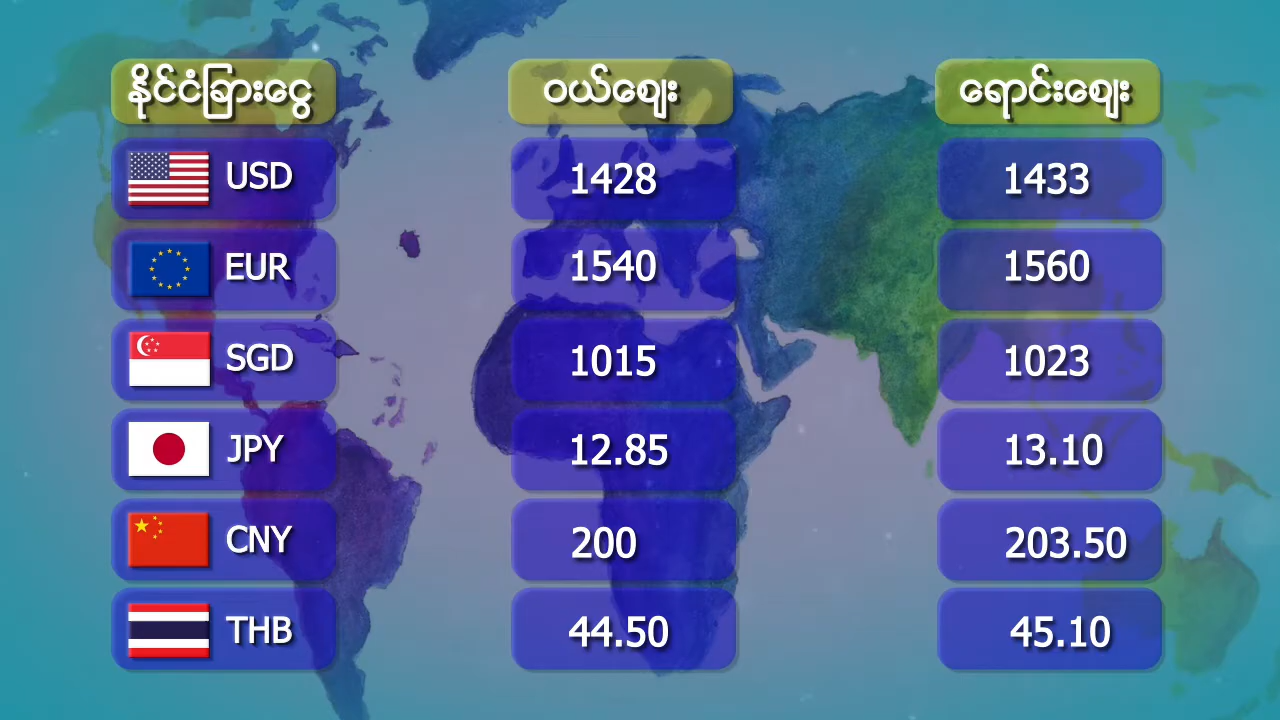 နိုင်ငံခြားငွေ ဝယ်ဈေး ရောင်းဈေး
USD 1428 1433
EUR 1540 1560
SGD 1015 1023
JPY 12.85 13.10
CNY 200 203.50
THB 44.50 45.10